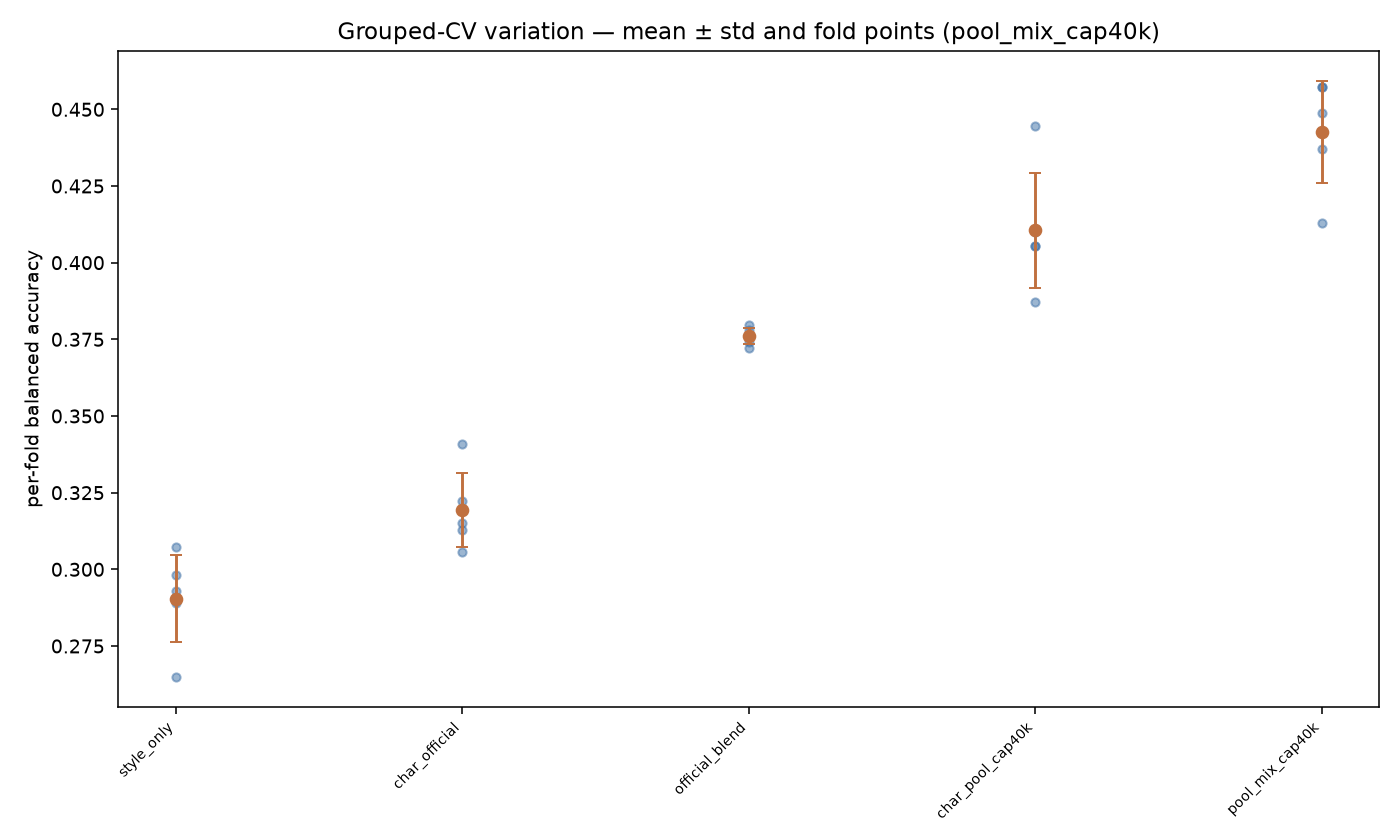 Grouped-CV variation — mean ± std and fold points (pool_mix_cap40k)
per-fold balanced accuracy
0.450
0.425
0.400
0.375
0.350
0.325
0.300
0.275
style_only
char_official
official_blend
char_pool_cap40k
pool_mix_cap40k